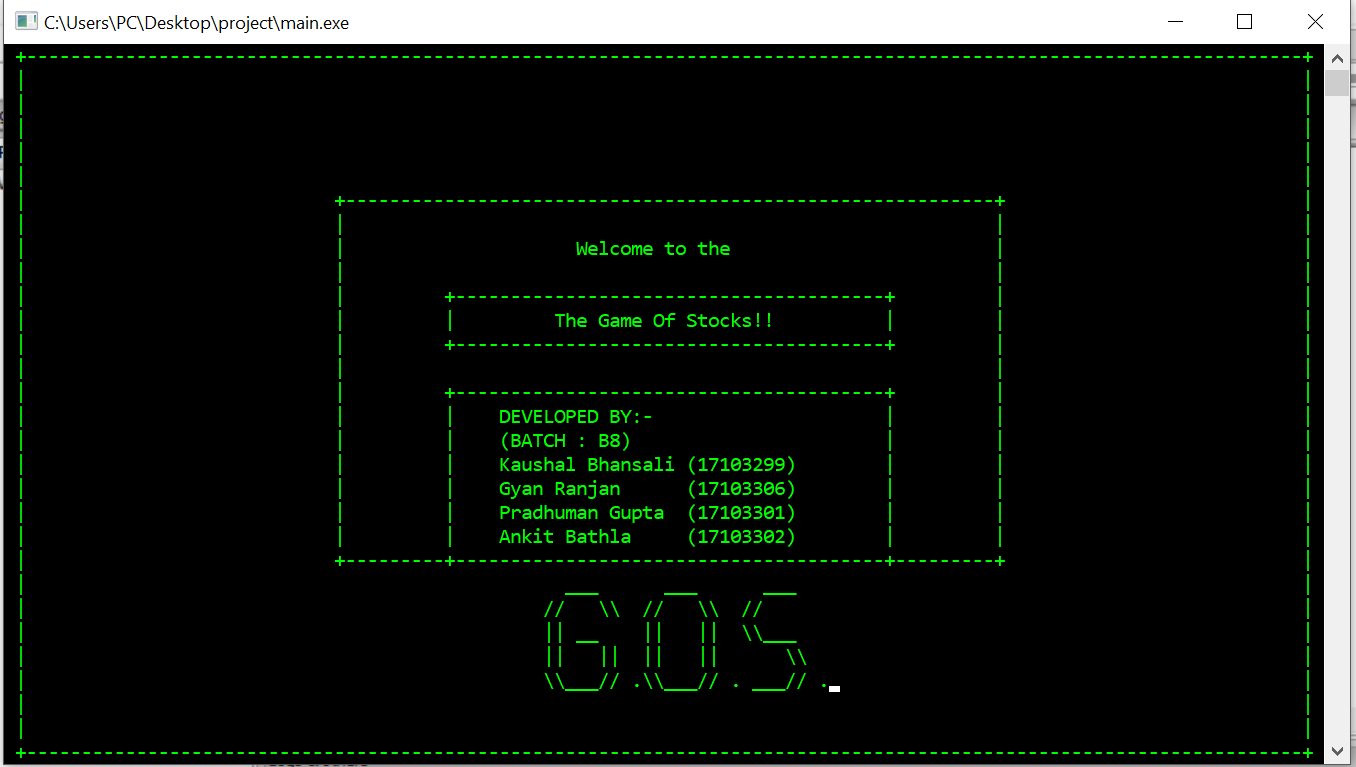 C:\Users\PC\Desktop\project\main.exe
Welcome to the
The Game Of Stocks!!
DEVELOPED BY:-
(BATCH : B8)
Kaushal Bhansali (17103299)
Gyan Ranjan (17103306)
Pradhuman Gupta (17103301)
Ankit Bathla (17103302)
G.O.S.